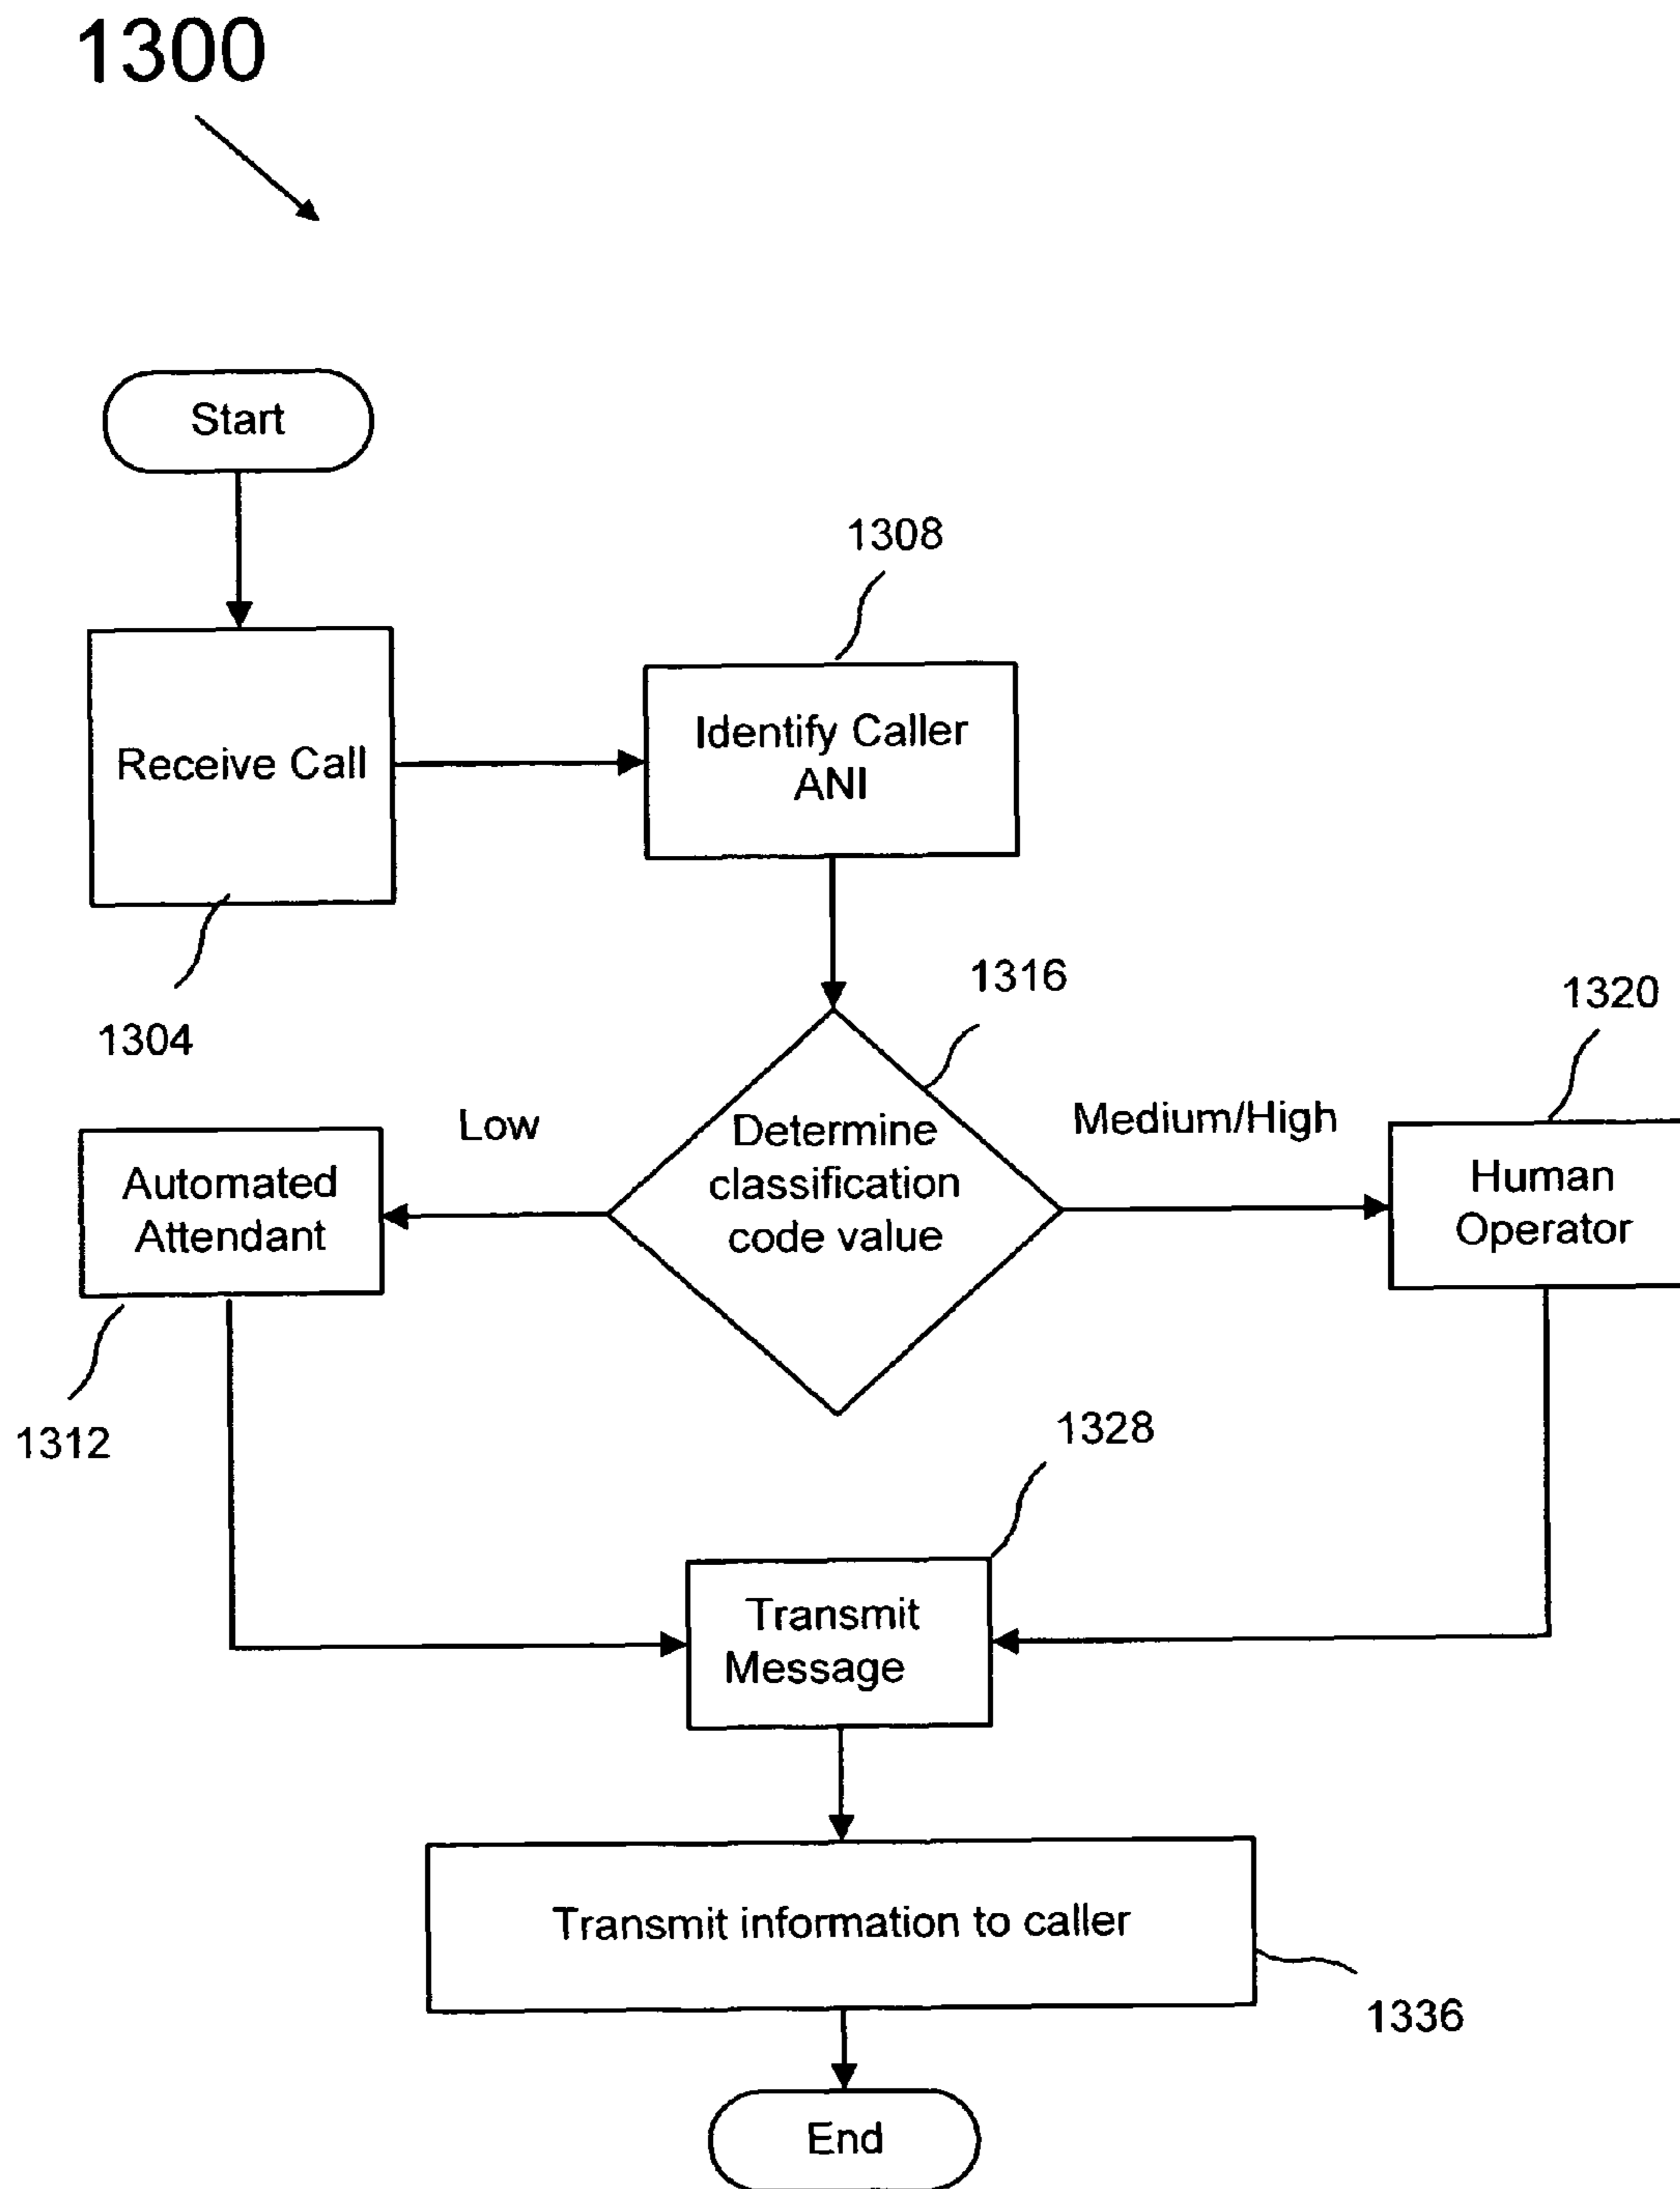 1300
Start
1308
Identify Caller
ANI
Receive Call
1304
1316
1320
Low
Medium/High
Determine
classification
code value
Automated
Attendant
Human
Operator
1312
1328
Transmit
Message
Transmit information to caller
1336
End